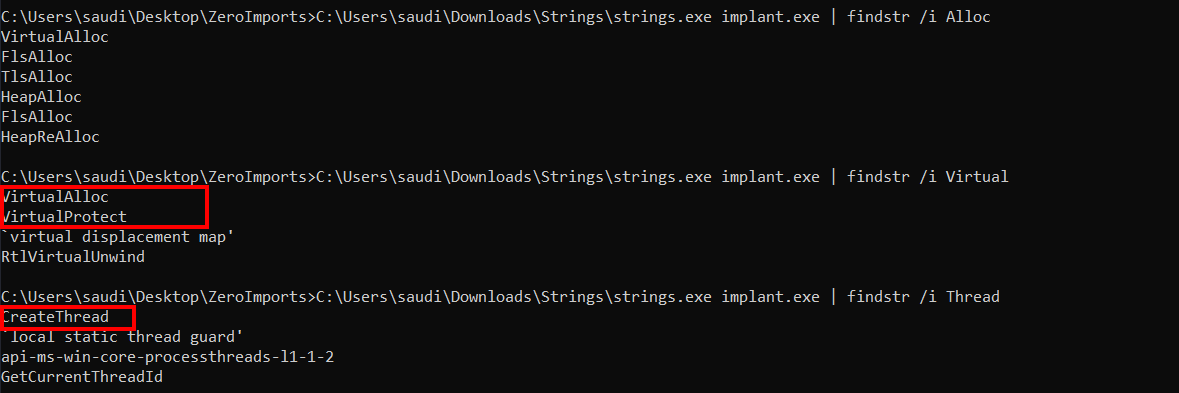 C:\Users\saudi\Desktop\ZeroImports>C:\Users\saudi\Downloads\Strings\strings.exe implant.exe | findstr /i Alloc
VirtualAlloc
FlsAlloc
TlsAlloc
HeapAlloc
FlsAlloc
HeapReAlloc
C:\Users\saudi\Desktop\ZeroImports>C:\Users\saudi\Downloads\Strings\strings.exe implant.exe | findstr /i Virtual
VirtualAlloc
VirtualProtect
`virtual displacement map'
RtlVirtualUnwind
C:\Users\saudi\Desktop\ZeroImports>C:\Users\saudi\Downloads\Strings\strings.exe implant.exe | findstr /i Thread
CreateThread
`local static thread guard'
api-ms-win-core-processthreads-l1-1-2
GetCurrentThreadId